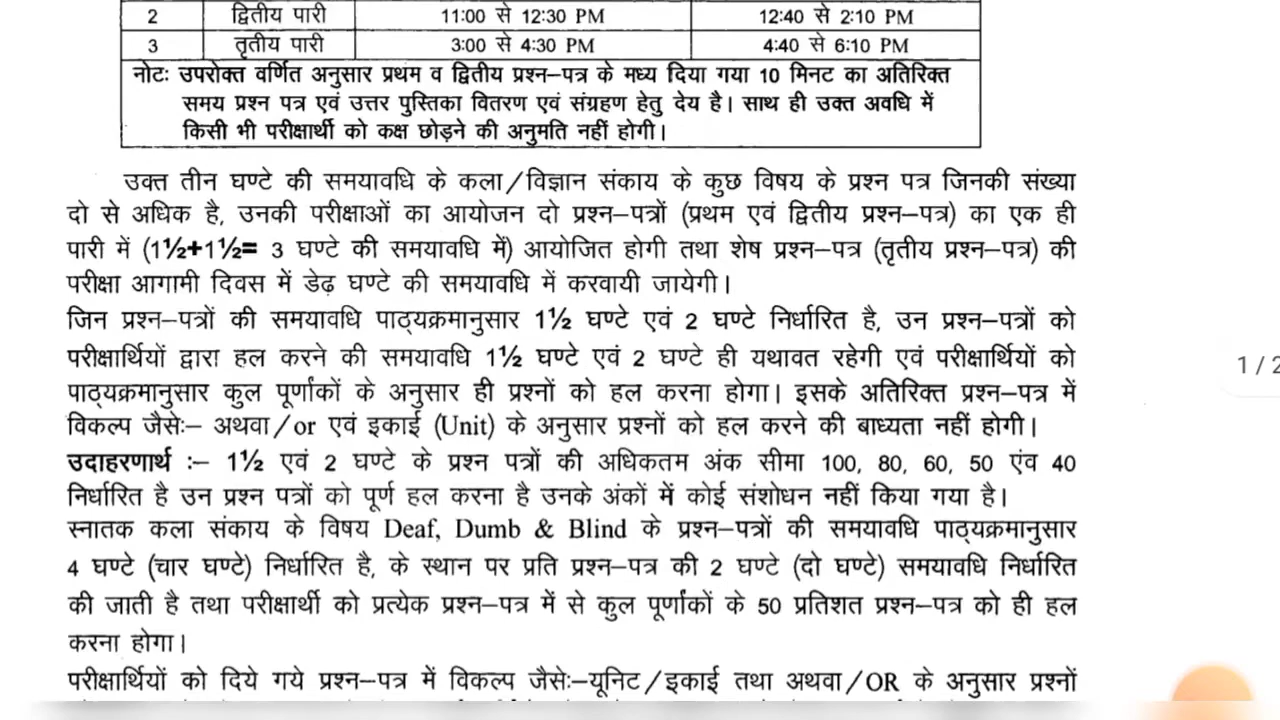 2 द्वितीय पारी 11:00 से 12:30 PM 12:40 से 2:10 PM
3 तृतीय पारी 3:00 से 4:30 PM 4:40 से 6:10 PM
नोटः उपरोक्त वर्णित अनुसार प्रथम व द्वितीय प्रश्न–पत्र के मध्य दिया गया 10 मिनट का अतिरिक्त
समय प्रश्न पत्र एवं उत्तर पुस्तिका वितरण एवं संग्रहण हेतु देय है। साथ ही उक्त अवधि में
किसी भी परीक्षार्थी को कक्ष छोड़ने की अनुमति नहीं होगी।
उक्त तीन घण्टे की समयावधि के कला/विज्ञान संकाय के कुछ विषय के प्रश्न पत्र जिनकी संख्या
दो से अधिक है, उनकी परीक्षाओं का आयोजन दो प्रश्न–पत्रों (प्रथम एवं द्वितीय प्रश्न–पत्र) का एक ही
पारी में (1½+1½= 3 घण्टे की समयावधि में) आयोजित होगी तथा शेष प्रश्न–पत्र (तृतीय प्रश्न–पत्र) की
परीक्षा आगामी दिवस में डेढ़ घण्टे की समयावधि में करवायी जायेगी।
जिन प्रश्न–पत्रों की समयावधि पाठ्यक्रमानुसार 1½ घण्टे एवं 2 घण्टे निर्धारित है, उन प्रश्न–पत्रों को
परीक्षार्थियों द्वारा हल करने की समयावधि 1½ घण्टे एवं 2 घण्टे ही यथावत रहेगी एवं परीक्षार्थियों को
पाठ्यक्रमानुसार कुल पूर्णांकों के अनुसार ही प्रश्नों को हल करना होगा। इसके अतिरिक्त प्रश्न–पत्र में
विकल्प जैसेः– अथवा/or एवं इकाई (Unit) के अनुसार प्रश्नों को हल करने की बाध्यता नहीं होगी।
उदाहरणार्थ :– 1½ एवं 2 घण्टे के प्रश्न पत्रों की अधिकतम अंक सीमा 100, 80, 60, 50 एंव 40
निर्धारित है उन प्रश्न पत्रों को पूर्ण हल करना है उनके अंकों में कोई संशोधन नहीं किया गया है।
स्नातक कला संकाय के विषय Deaf, Dumb & Blind के प्रश्न–पत्रों की समयावधि पाठ्यक्रमानुसार
4 घण्टे (चार घण्टे) निर्धारित है, के स्थान पर प्रति प्रश्न–पत्र की 2 घण्टे (दो घण्टे) समयावधि निर्धारित
की जाती है तथा परीक्षार्थी को प्रत्येक प्रश्न–पत्र में से कुल पूर्णांकों के 50 प्रतिशत प्रश्न–पत्र को ही हल
करना होगा।
परीक्षार्थियों को दिये गये प्रश्न–पत्र में विकल्प जैसेः–यूनिट/इकाई तथा अथवा/OR के अनुसार प्रश्नों
1/2